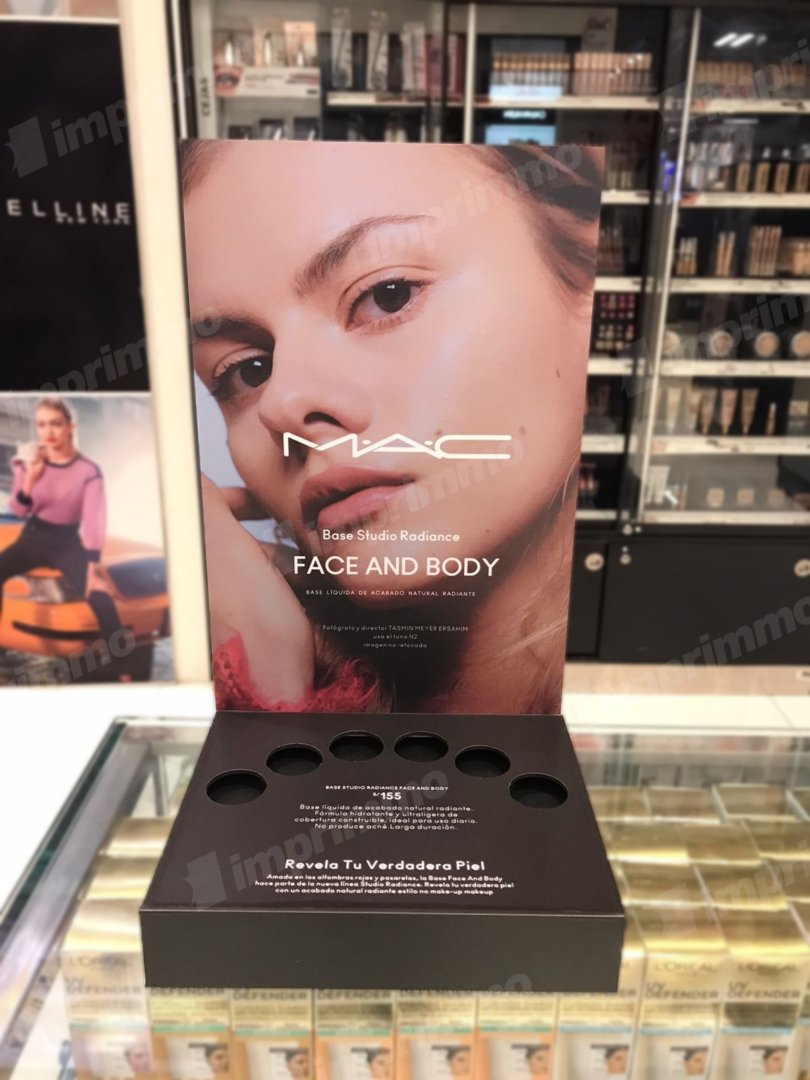 CEJAS
ELLINE
NEW YORK
M·A·C
Base Studio Radiance
FACE AND BODY
BASE LÍQUIDA DE ACABADO NATURAL RADIANTE
Fotógrafo y director TASMIN MEYER ERSAHIM
usa el tono N2
imagen no retocada
BASE STUDIO RADIANCE FACE AND BODY
S/155
Base líquida de acabado natural radiante.
Fórmula hidratante y ultraligera de
cobertura construible, ideal para uso diario.
No produce acné.Larga duración.
Revela Tu Verdadera Piel
Amada en las alfombras rojas y pasarelas, la Base Face And Body
hace parte de la nueva línea Studio Radiance. Revela tu verdadera piel
con un acabado natural radiante estilo no make-up makeup
L'ORÉAL
UV
DEFENDER
imprimmo